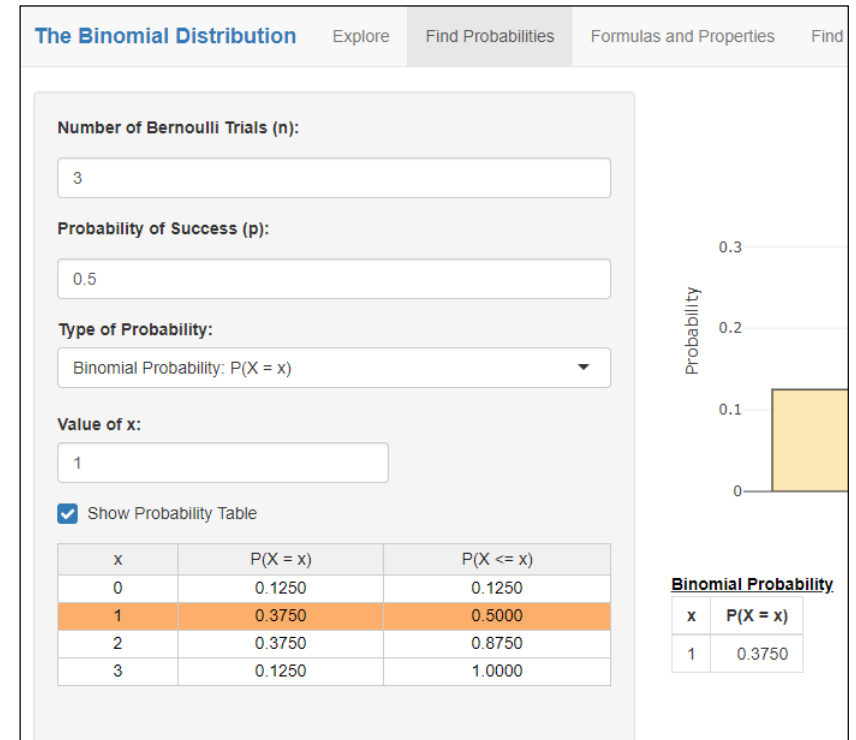 The Binomial Distribution Explore Find Probabilities Formulas and Properties Find
Number of Bernoulli Trials (n):
3
Probability of Success (p):
0.5
Type of Probability:
Binomial Probability: P(X = x)
Value of x:
1
Show Probability Table
x P(X = x) P(X <= x)
0 0.1250 0.1250
1 0.3750 0.5000
2 0.3750 0.8750
3 0.1250 1.0000
Probability
0.3
0.2
0.1
0
Binomial Probability
x P(X = x)
1 0.3750